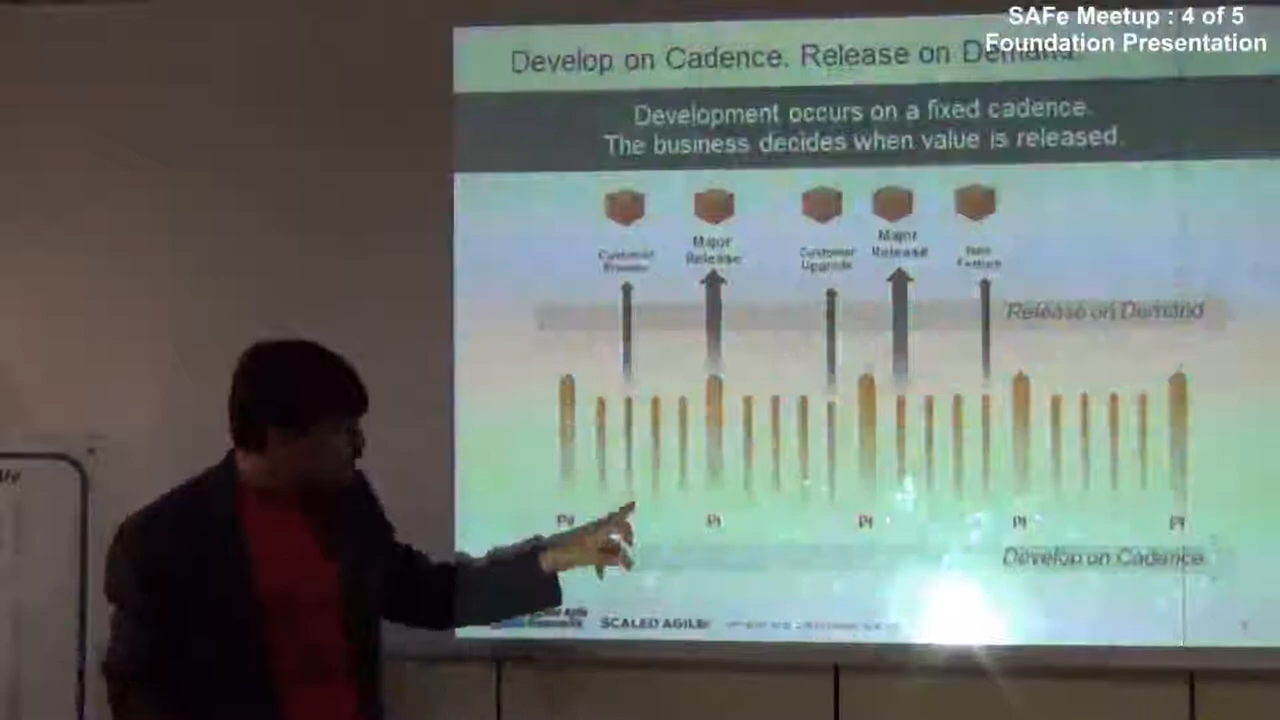 SAFe Meetup : 4 of 5
Foundation Presentation
Develop on Cadence. Release on Demand.
Development occurs on a fixed cadence.
The business decides when value is released.
Customer
Major
Release
Customer
Upgrade
Major
Release
New
Feature
Release on Demand
PI
PI
PI
PI
PI
Develop on Cadence
SCALED AGILE